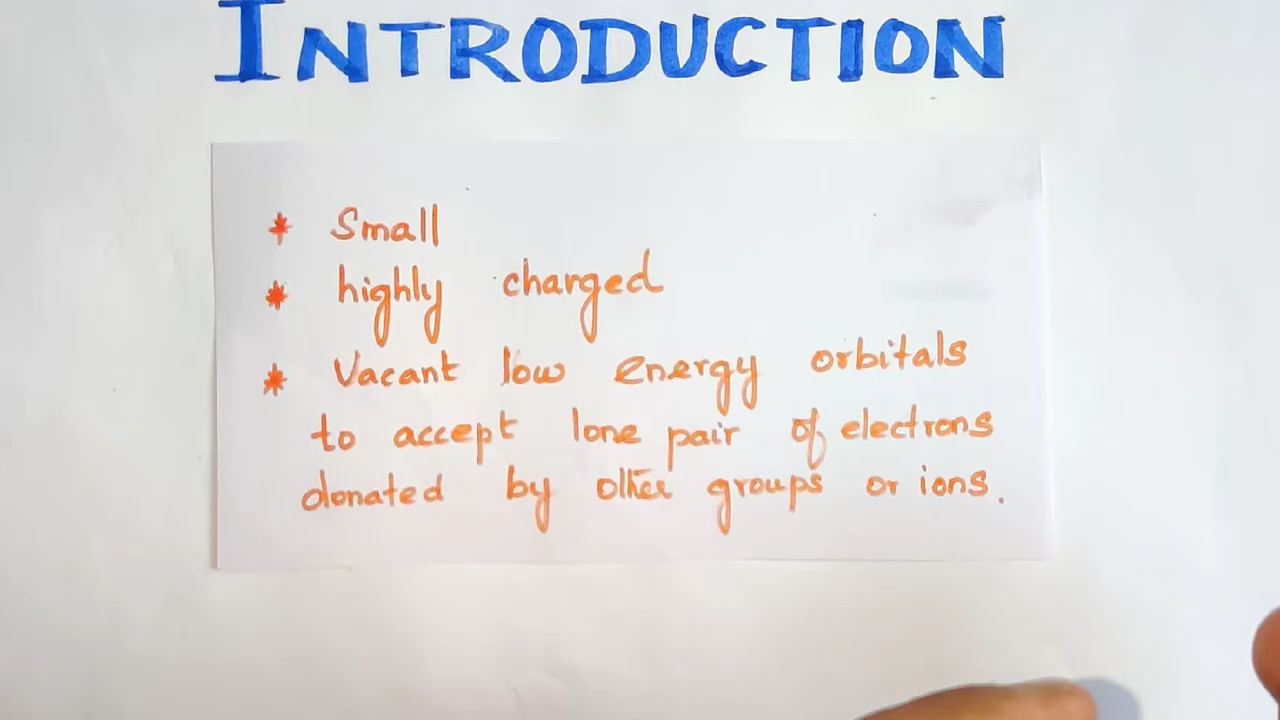 INTRODUCTION
* Small
* highly charged
* Vacant low energy orbitals
to accept lone pair of electrons
donated by other groups or ions.